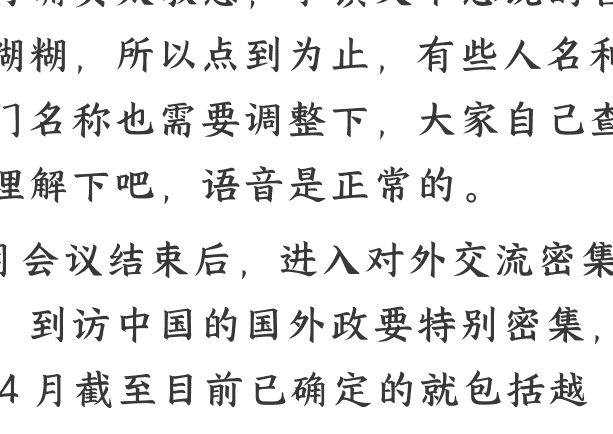 糊糊，所以点到为止，有些人名和
门名称也需要调整下，大家自己查
理解下吧，语音是正常的。
月会议结束后，进入对外交流密集
，到访中国的国外政要特别密集，
4 月截至目前已确定的就包括越